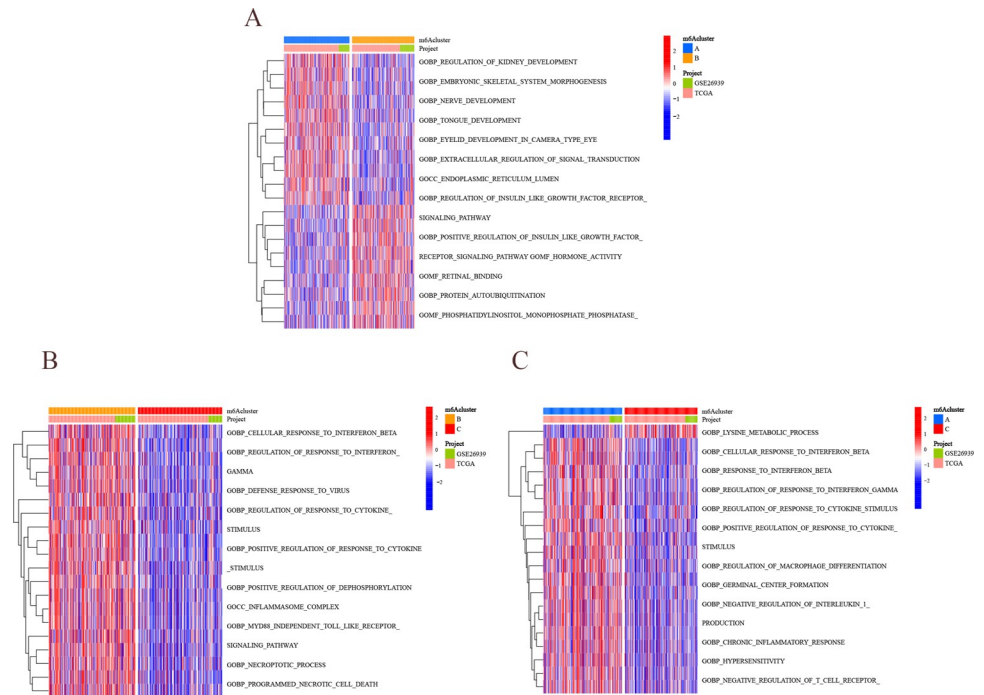 A
m6Acluster
Project
GOBP_REGULATION_OF_KIDNEY_DEVELOPMENT
GOBP_EMBRYONIC_SKELETAL_SYSTEM_MORPHOGENESIS
GOBP_NERVE_DEVELOPMENT
GOBP_TONGUE_DEVELOPMENT
GOBP_EYELID_DEVELOPMENT_IN_CAMERA_TYPE_EYE
GOBP_EXTRACELLULAR_REGULATION_OF_SIGNAL_TRANSDUCTION
GOCC_ENDOPLASMIC_RETICULUM_LUMEN
GOBP_REGULATION_OF_INSULIN_LIKE_GROWTH_FACTOR_RECEPTOR_
SIGNALING_PATHWAY
GOBP_POSITIVE_REGULATION_OF_INSULIN_LIKE_GROWTH_FACTOR_
RECEPTOR_SIGNALING_PATHWAY GOMF_HORMONE_ACTIVITY
GOMF_RETINAL_BINDING
GOBP_PROTEIN_AUTOUBIQUITINATION
GOMF_PHOSPHATIDYLINOSITOL_MONOPHOSPHATE_PHOSPHATASE_
2
1
0
−1
−2
m6Acluster
A
B
Project
GSE26939
TCGA
B
m6Acluster
Project
GOBP_CELLULAR_RESPONSE_TO_INTERFERON_BETA
GOBP_REGULATION_OF_RESPONSE_TO_INTERFERON_
GAMMA
GOBP_DEFENSE_RESPONSE_TO_VIRUS
GOBP_REGULATION_OF_RESPONSE_TO_CYTOKINE_
STIMULUS
GOBP_POSITIVE_REGULATION_OF_RESPONSE_TO_CYTOKINE
_STIMULUS
GOBP_POSITIVE_REGULATION_OF_DEPHOSPHORYLATION
GOCC_INFLAMMASOME_COMPLEX
GOBP_MYD88_INDEPENDENT_TOLL_LIKE_RECEPTOR_
SIGNALING_PATHWAY
GOBP_NECROPTOTIC_PROCESS
GOBP_PROGRAMMED_NECROTIC_CELL_DEATH
2
1
0
−1
−2
m6Acluster
B
C
Project
GSE26939
TCGA
C
m6Acluster
Project
GOBP_LYSINE_METABOLIC_PROCESS
GOBP_CELLULAR_RESPONSE_TO_INTERFERON_BETA
GOBP_RESPONSE_TO_INTERFERON_BETA
GOBP_REGULATION_OF_RESPONSE_TO_INTERFERON_GAMMA
GOBP_REGULATION_OF_RESPONSE_TO_CYTOKINE_STIMULUS
GOBP_POSITIVE_REGULATION_OF_RESPONSE_TO_CYTOKINE_
STIMULUS
GOBP_REGULATION_OF_MACROPHAGE_DIFFERENTIATION
GOBP_GERMINAL_CENTER_FORMATION
GOBP_NEGATIVE_REGULATION_OF_INTERLEUKIN_1_
PRODUCTION
GOBP_CHRONIC_INFLAMMATORY_RESPONSE
GOBP_HYPERSENSITIVITY
GOBP_NEGATIVE_REGULATION_OF_T_CELL_RECEPTOR_
2
1
0
−1
−2
m6Acluster
A
C
Project
GSE26939
TCGA